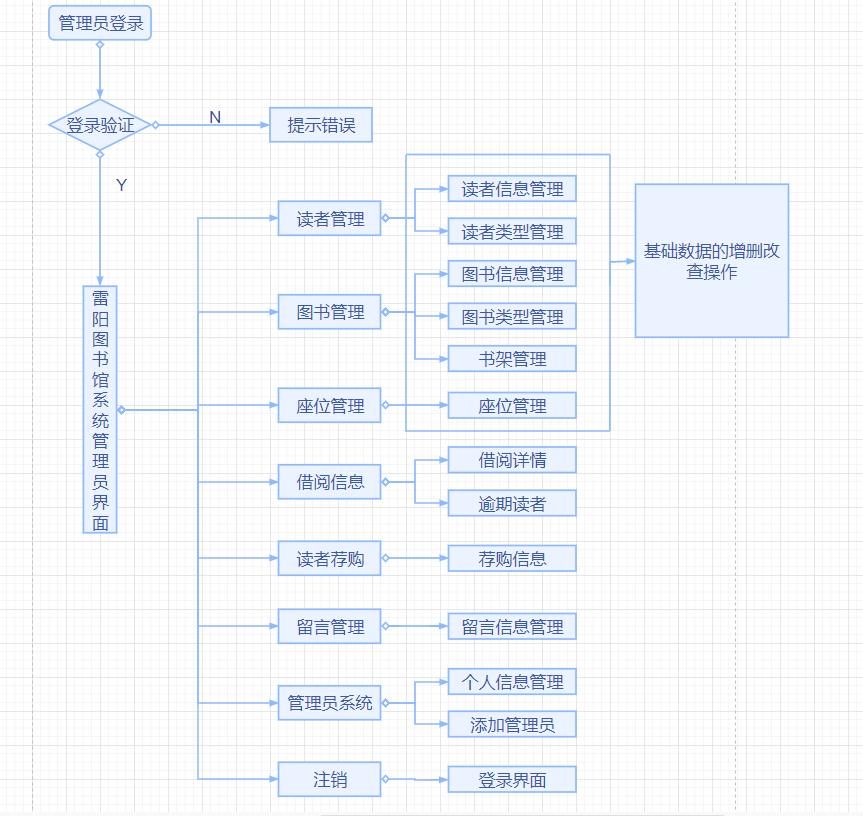 管理员登录
登录验证
N
提示错误
Y
雷阳图书馆系统管理员界面
读者管理
读者信息管理
读者类型管理
图书管理
图书信息管理
图书类型管理
书架管理
座位管理
座位管理
基础数据的增删改
查操作
借阅信息
借阅详情
逾期读者
读者荐购
荐购信息
留言管理
留言信息管理
管理员系统
个人信息管理
添加管理员
注销
登录界面